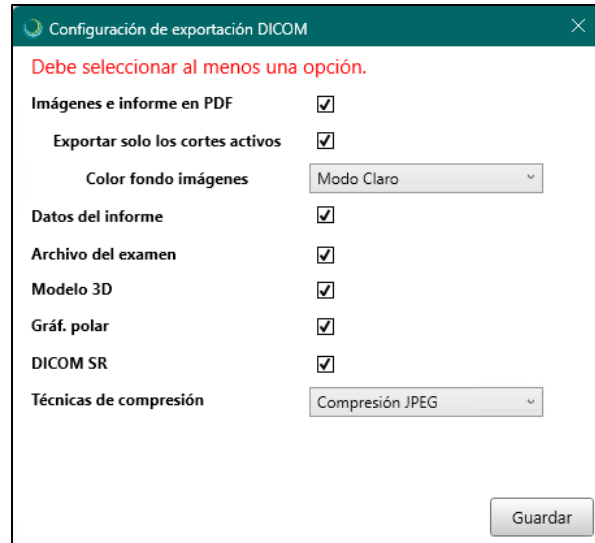 Configuración de exportación DICOM
Debe seleccionar al menos una opción.
Imágenes e informe en PDF
Exportar solo los cortes activos
Color fondo imágenes Modo Claro
Datos del informe
Archivo del examen
Modelo 3D
Gráf. polar
DICOM SR
Técnicas de compresión Compresión JPEG
Guardar